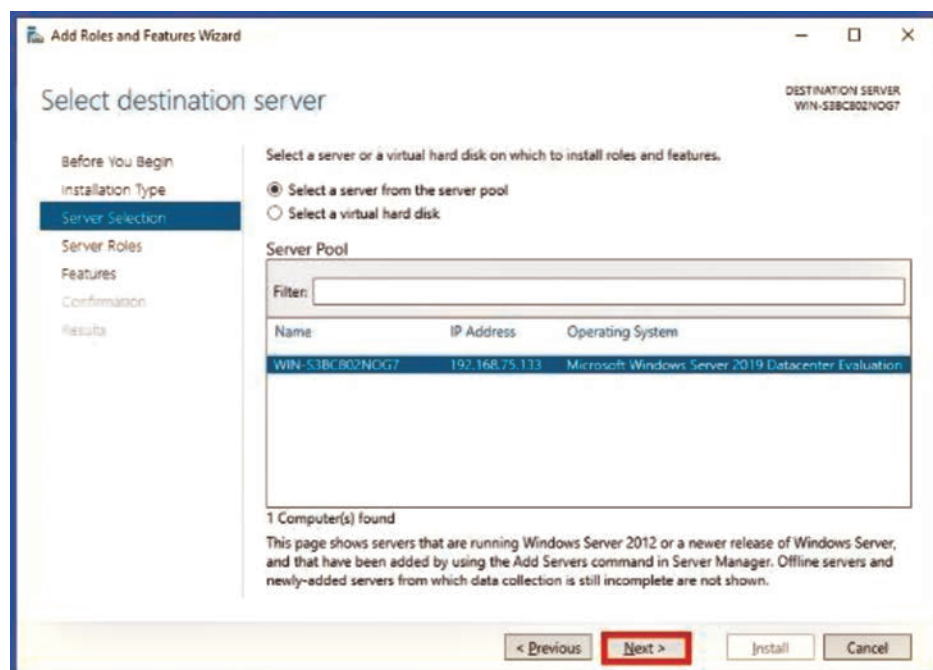 Add Roles and Features Wizard
Select destination server
DESTINATION SERVER
WIN-S3BC802NOG7
Before You Begin
Installation Type
Server Selection
Server Roles
Features
Confirmation
Results
Select a server or a virtual hard disk on which to install roles and features.
Select a server from the server pool
Select a virtual hard disk
Server Pool
Filter:
Name IP Address Operating System
WIN-S3BC802NOG7 192.168.75.133 Microsoft Windows Server 2019 Datacenter Evaluation
1 Computer(s) found
This page shows servers that are running Windows Server 2012 or a newer release of Windows Server,
and that have been added by using the Add Servers command in Server Manager. Offline servers and
newly-added servers from which data collection is still incomplete are not shown.
< Previous Next > Install Cancel